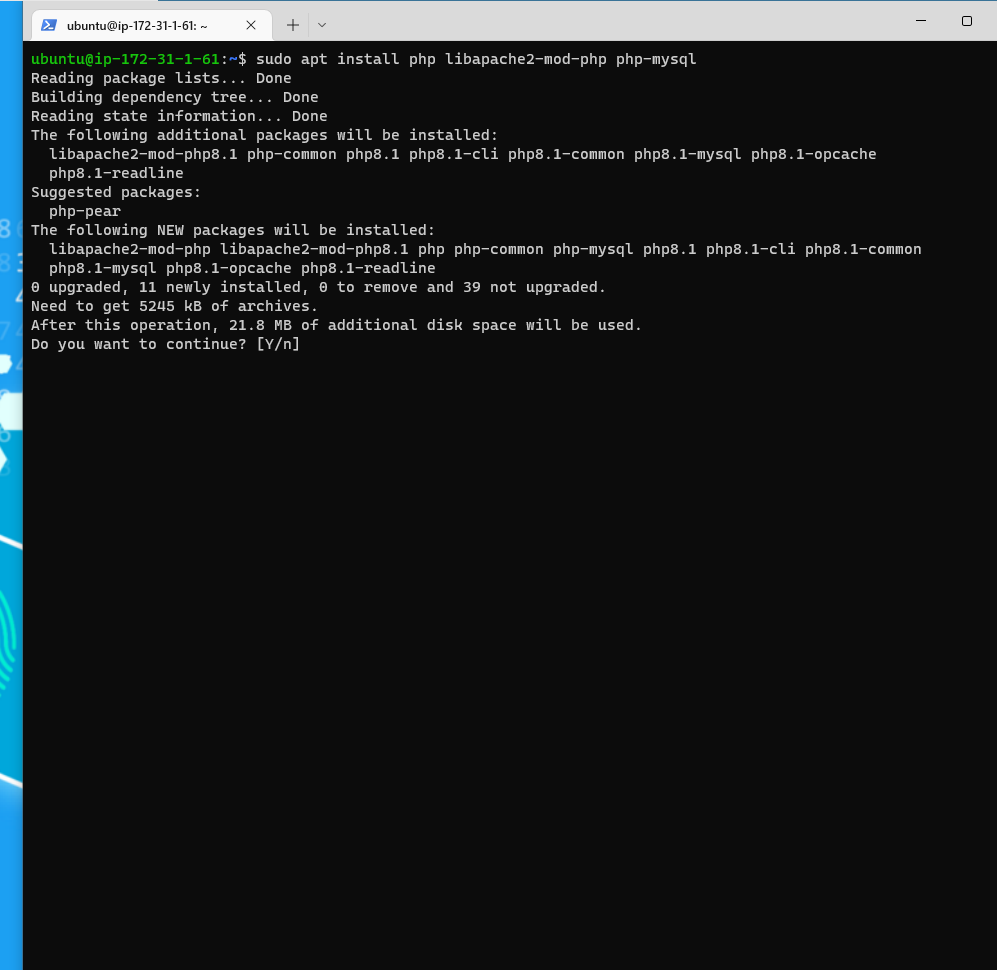 ubuntu@ip-172-31-1-61: ~
ubuntu@ip-172-31-1-61:~$ sudo apt install php libapache2-mod-php php-mysql
Reading package lists... Done
Building dependency tree... Done
Reading state information... Done
The following additional packages will be installed:
  libapache2-mod-php8.1 php-common php8.1 php8.1-cli php8.1-common php8.1-mysql php8.1-opcache
  php8.1-readline
Suggested packages:
  php-pear
The following NEW packages will be installed:
  libapache2-mod-php libapache2-mod-php8.1 php php-common php-mysql php8.1 php8.1-cli php8.1-common
  php8.1-mysql php8.1-opcache php8.1-readline
0 upgraded, 11 newly installed, 0 to remove and 39 not upgraded.
Need to get 5245 kB of archives.
After this operation, 21.8 MB of additional disk space will be used.
Do you want to continue? [Y/n]